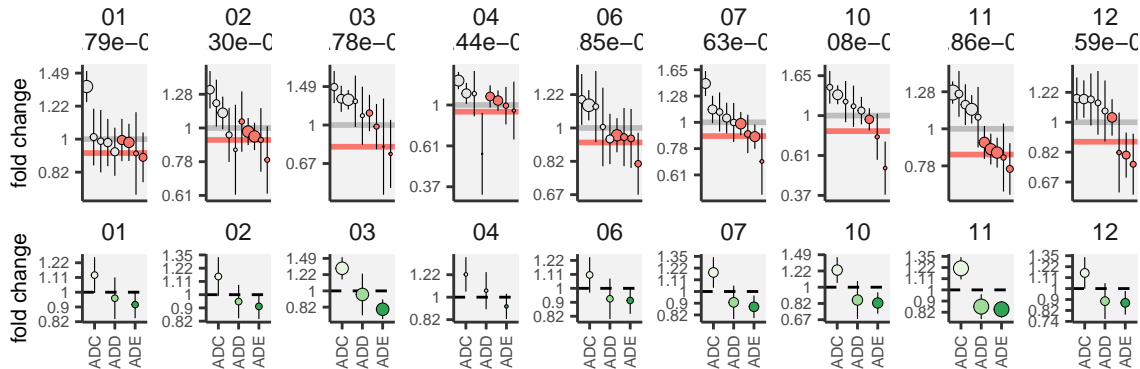 01 02 03 04 06 07 10 11 12
.79e−0 .30e−0 .78e−0 .44e−0 .85e−0 63e−0 08e−0 .86e−0 .59e−0
fold change
1.49 1.22 1 0.82
1.28 1 0.78 0.61
1.49 1 0.67
1 0.61 0.37
1.22 1 0.82 0.67
1.65 1.28 1 0.78 0.61
1.65 1 0.61 0.37
1.28 1 0.78
1.22 1 0.82 0.67
01 02 03 04 06 07 10 11 12
fold change
1.22 1.11 1 0.9 0.82
1.35 1.22 1.11 1 0.9 0.82
1.49 1.22 1 0.82
1.22 1 0.82
1.22 1.11 1 0.9 0.82
1.35 1.22 1.11 1 0.9 0.82
1.49 1.22 1 0.82 0.67
1.35 1.22 1.11 1 0.9 0.82
1.35 1.22 1.11 1 0.9 0.82 0.74
ADC ADD ADE ADC ADD ADE ADC ADD ADE ADC ADD ADE ADC ADD ADE ADC ADD ADE ADC ADD ADE ADC ADD ADE ADC ADD ADE